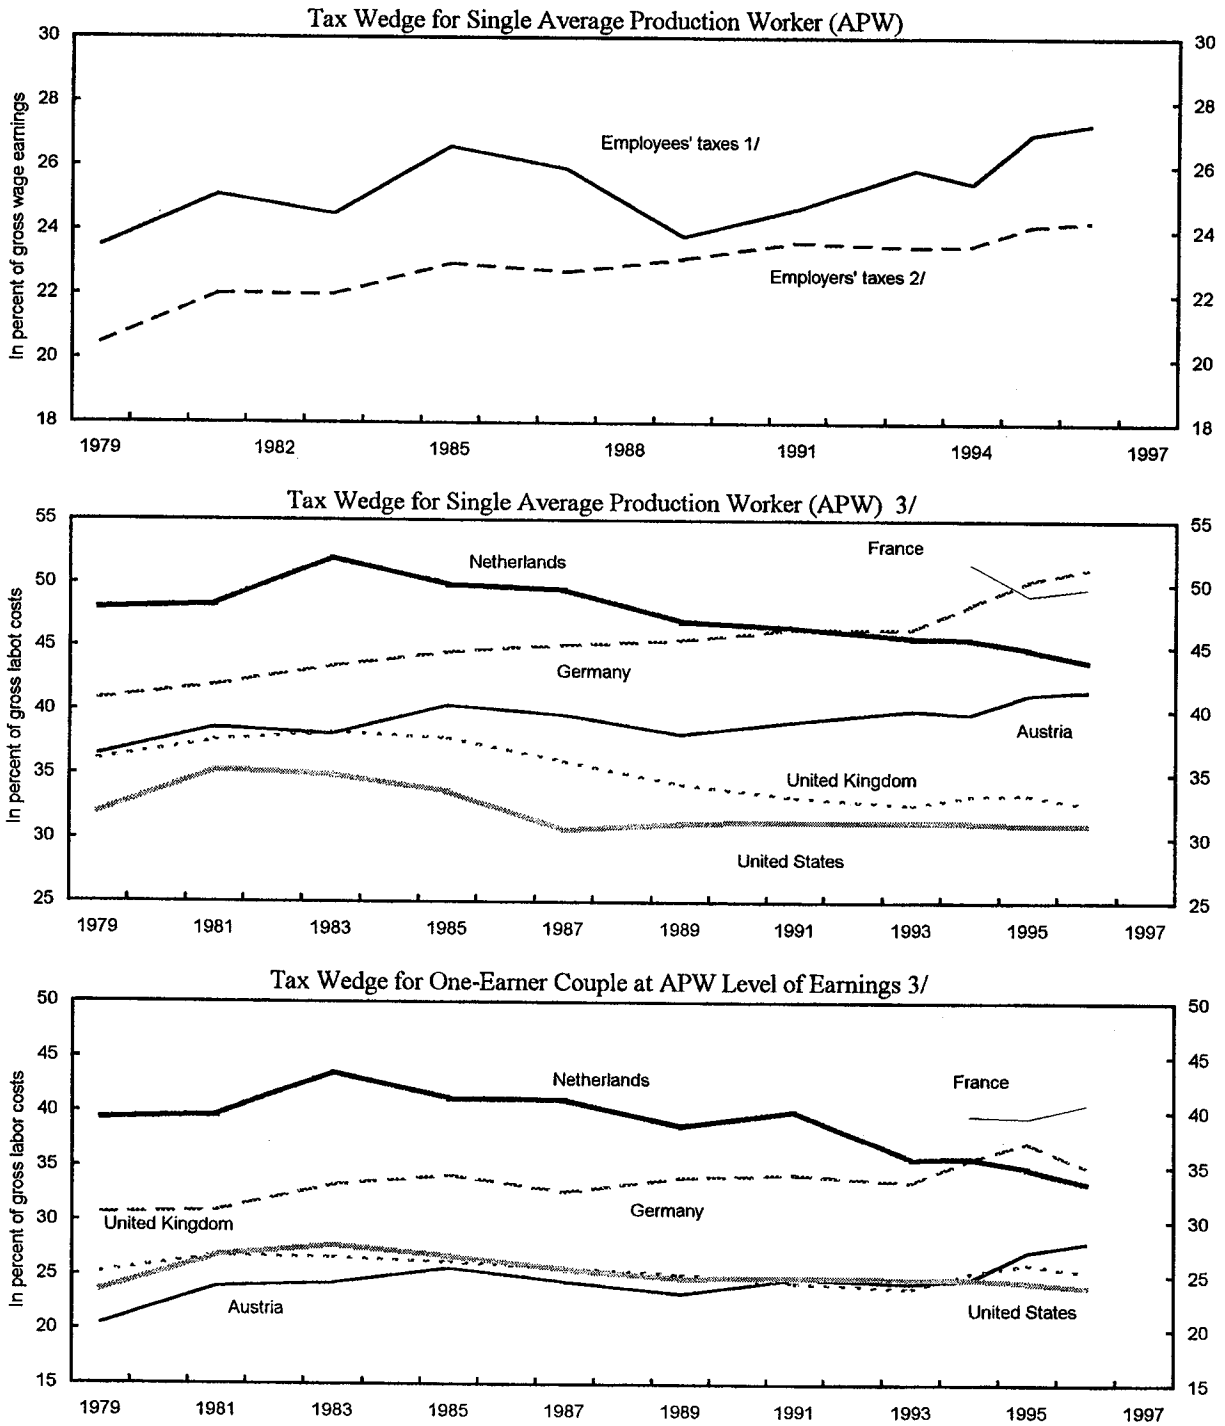 Tax Wedge for Single Average Production Worker (APW)
In percent of gross wage earnings
30
28
26
24
22
20
18
30
28
26
24
22
20
18
Employees' taxes 1/
Employers' taxes 2/
1979 1982 1985 1988 1991 1994 1997
Tax Wedge for Single Average Production Worker (APW) 3/
In percent of gross labot costs
55
50
45
40
35
30
25
55
50
45
40
35
30
25
Netherlands
France
Germany
Austria
United Kingdom
United States
1979 1981 1983 1985 1987 1989 1991 1993 1995 1997
Tax Wedge for One-Earner Couple at APW Level of Earnings 3/
In percent of gross labor costs
50
45
40
35
30
25
20
15
50
45
40
35
30
25
20
15
Netherlands
France
United Kingdom
Germany
Austria
United States
1979 1981 1983 1985 1987 1989 1991 1993 1995 1997